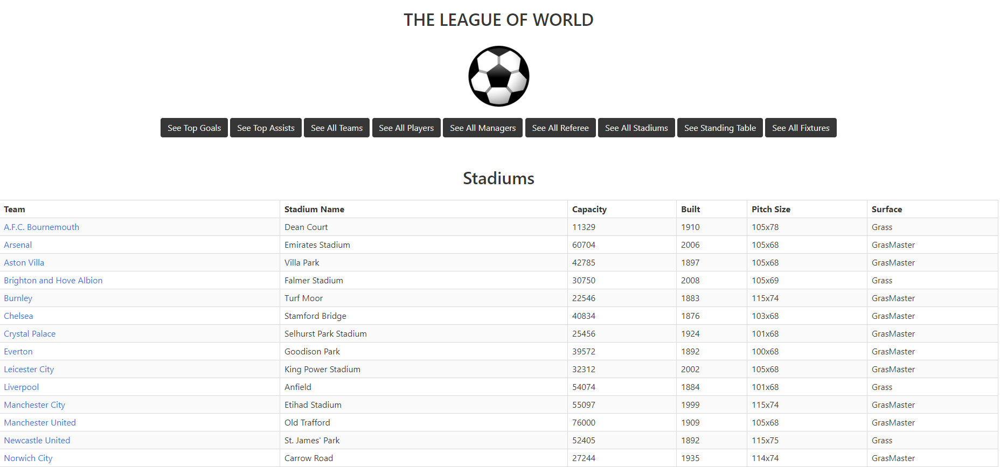 THE LEAGUE OF WORLD
See Top Goals See Top Assists See All Teams See All Players See All Managers See All Referee See All Stadiums See Standing Table See All Fixtures
Stadiums
Team Stadium Name Capacity Built Pitch Size Surface
A.F.C. Bournemouth Dean Court 11329 1910 105x78 Grass
Arsenal Emirates Stadium 60704 2006 105x68 GrasMaster
Aston Villa Villa Park 42785 1897 105x68 GrasMaster
Brighton and Hove Albion Falmer Stadium 30750 2008 105x69 Grass
Burnley Turf Moor 22546 1883 115x74 GrasMaster
Chelsea Stamford Bridge 40834 1876 103x68 GrasMaster
Crystal Palace Selhurst Park Stadium 25456 1924 101x68 GrasMaster
Everton Goodison Park 39572 1892 100x68 GrasMaster
Leicester City King Power Stadium 32312 2002 105x68 GrasMaster
Liverpool Anfield 54074 1884 101x68 Grass
Manchester City Etihad Stadium 55097 1999 115x74 GrasMaster
Manchester United Old Trafford 76000 1909 105x68 GrasMaster
Newcastle United St. James' Park 52405 1892 115x75 Grass
Norwich City Carrow Road 27244 1935 114x74 GrasMaster